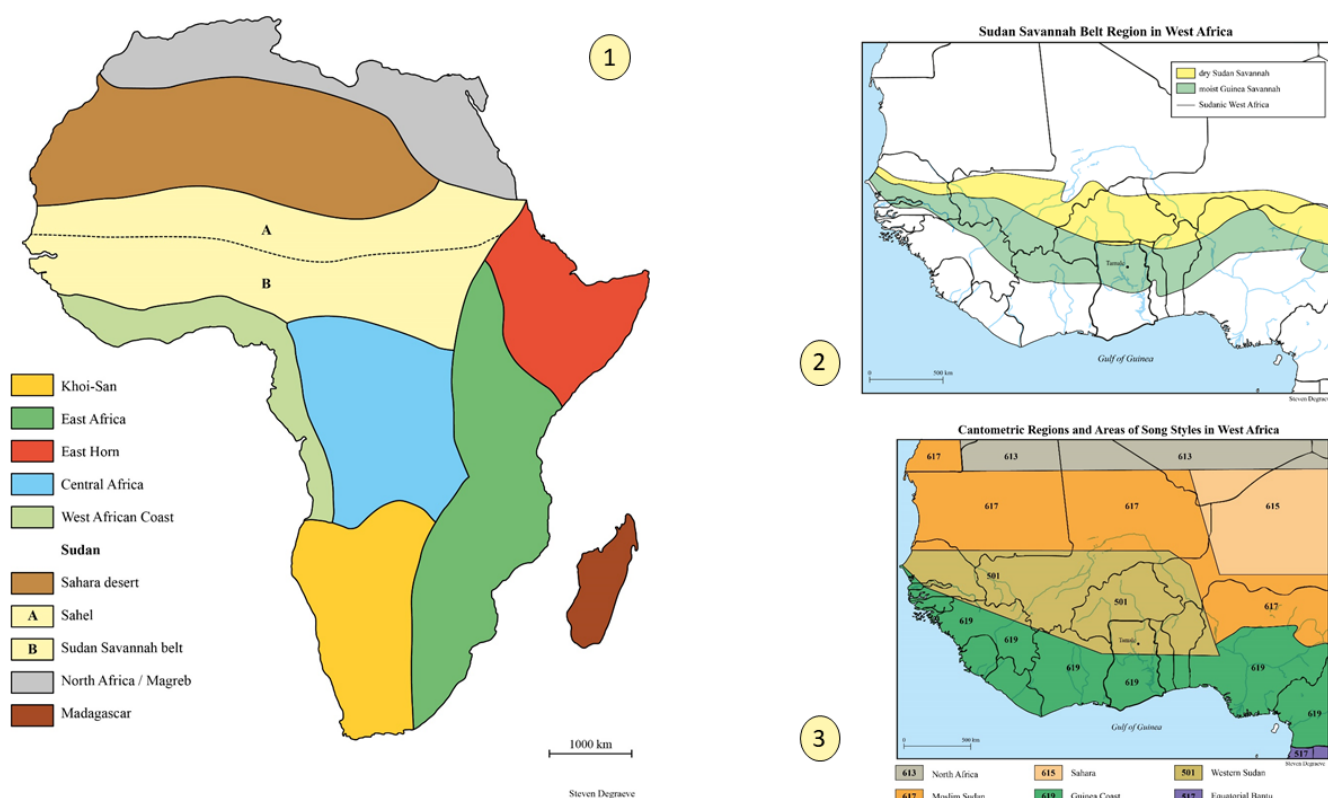 1
A
B
Khoi-San
East Africa
East Horn
Central Africa
West African Coast
Sudan
Sahara desert
A Sahel
B Sudan Savannah belt
North Africa / Magreb
Madagascar
1000 km
Steven Degraeve
Sudan Savannah Belt Region in West Africa
dry Sudan Savannah
moist Guinea Savannah
Sudanic West Africa
Tamale
2
Gulf of Guinea
0 500 km
Steven Degraeve
Cantometric Regions and Areas of Song Styles in West Africa
617 613 613
617 617 615
501
501
617
619
Tamale
619
619 619 619
619
3
Gulf of Guinea
0 500 km
517
Steven Degraeve
613 North Africa 615 Sahara 501 Western Sudan
617 Moslim Sudan 619 Guinea Coast 517 Equatorial Bantu